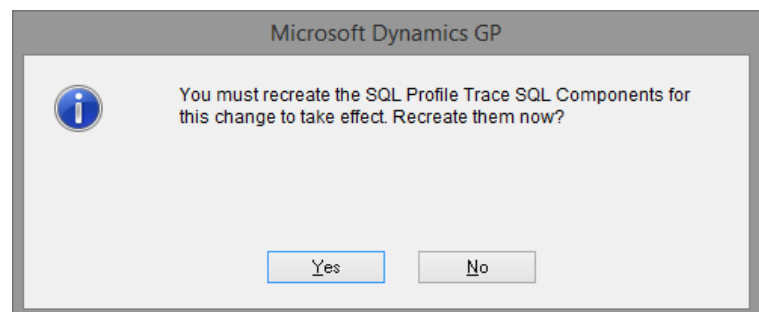 Microsoft Dynamics GP
You must recreate the SQL Profile Trace SQL Components for
this change to take effect. Recreate them now?
Yes
No